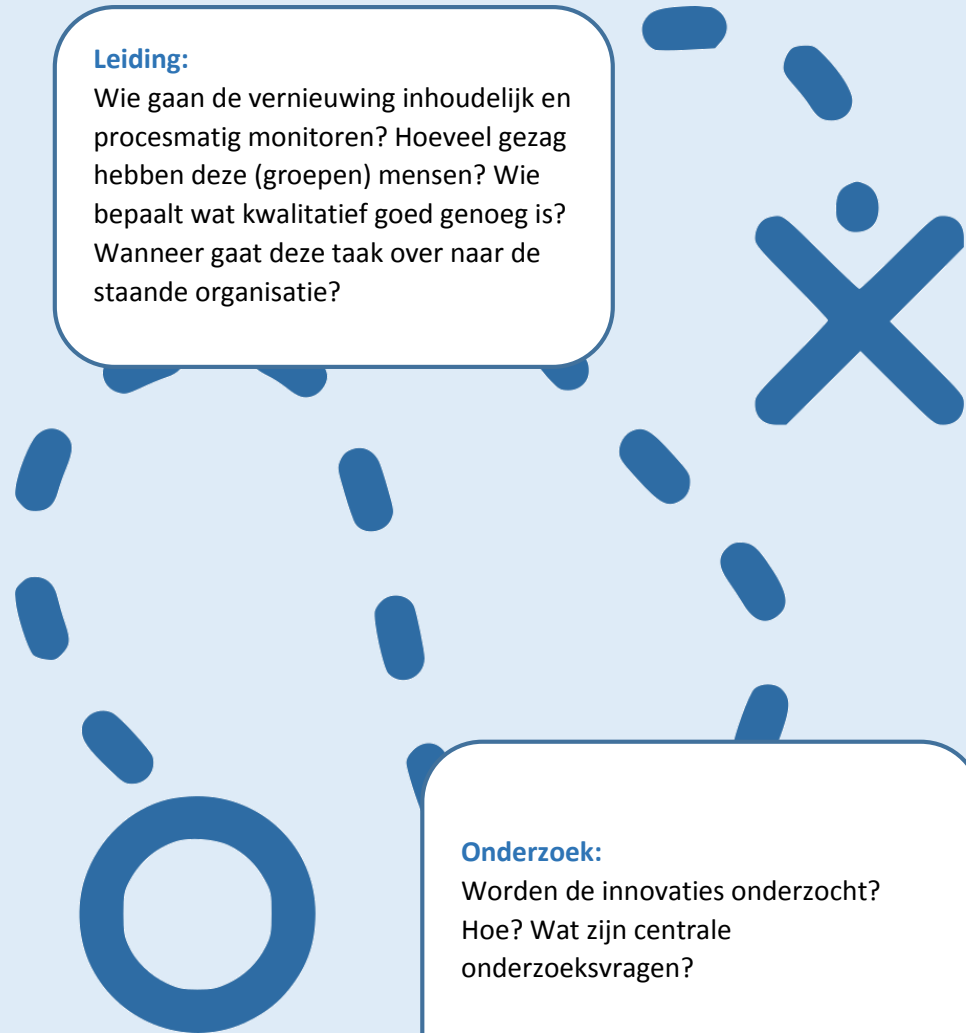 Leiding:
Wie gaan de vernieuwing inhoudelijk en
procesmatig monitoren? Hoeveel gezag
hebben deze (groepen) mensen? Wie
bepaalt wat kwalitatief goed genoeg is?
Wanneer gaat deze taak over naar de
staande organisatie?
Onderzoek:
Worden de innovaties onderzocht?
Hoe? Wat zijn centrale
onderzoeksvragen?